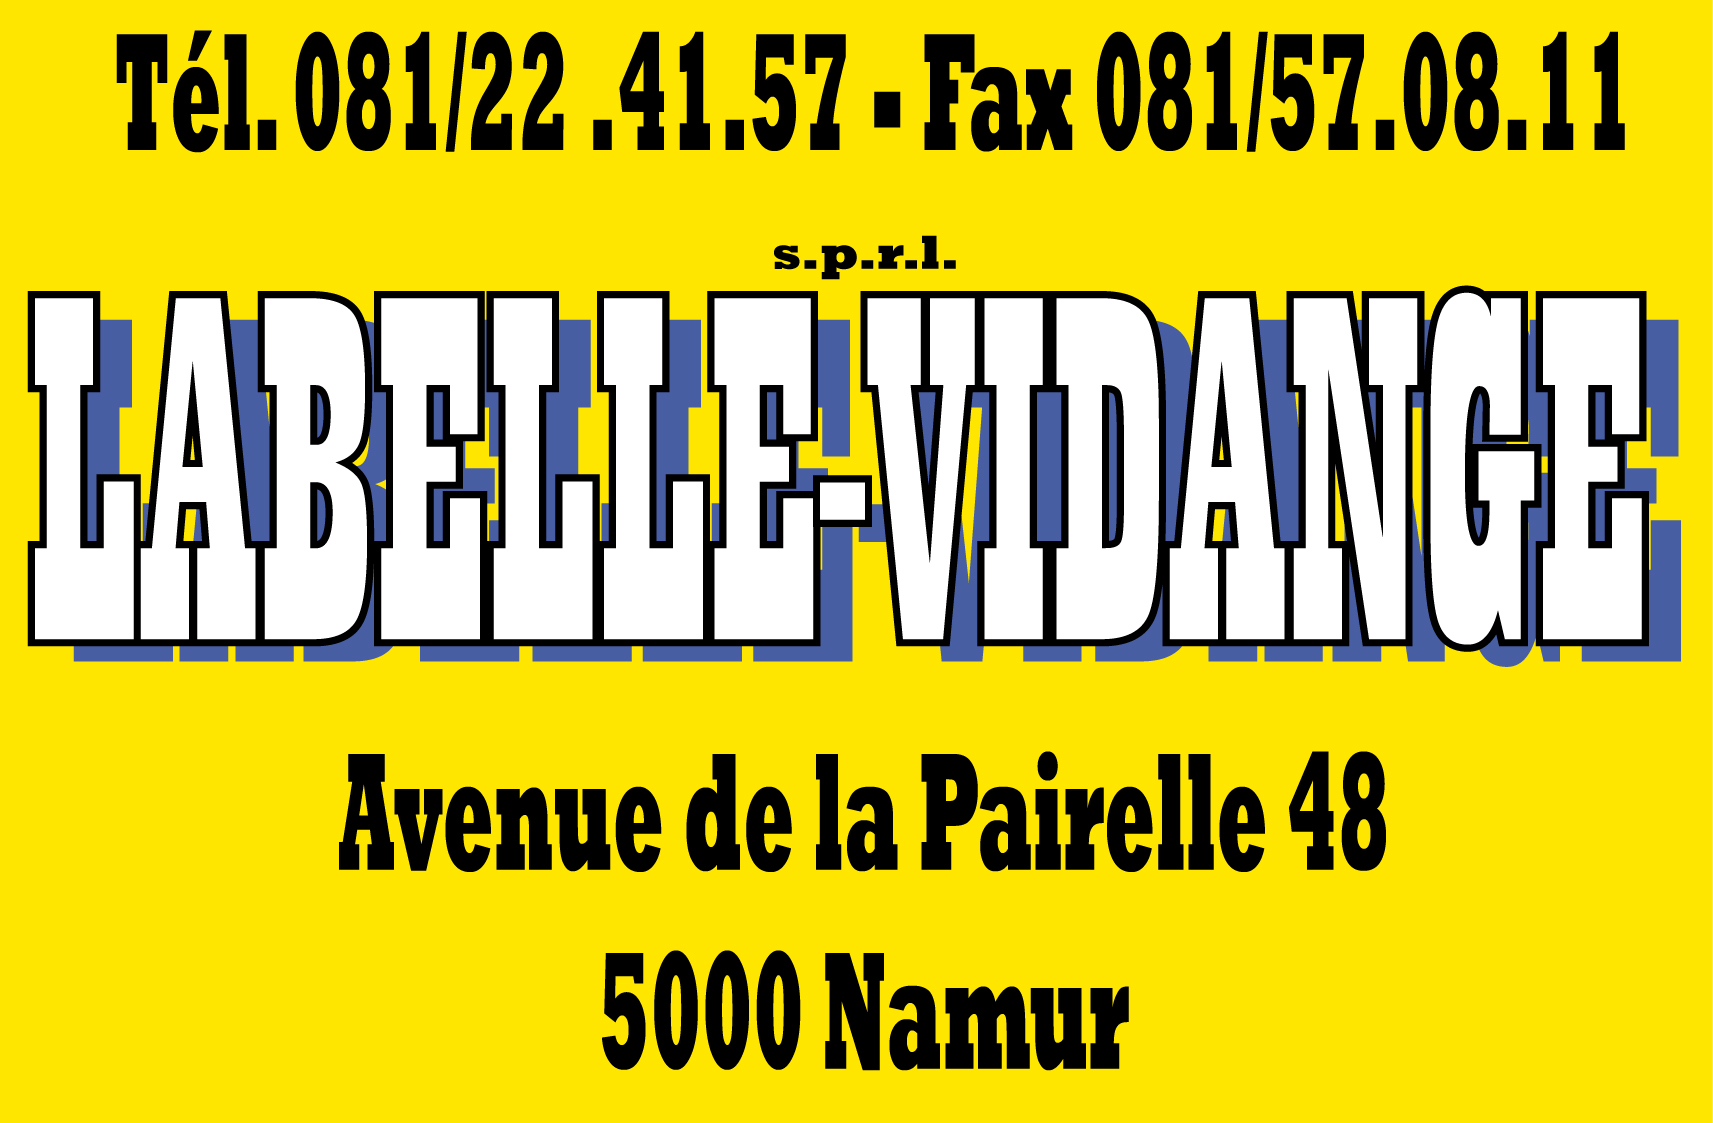 Tél. 081/22 .41.57 - Fax 081/57.08.11
s.p.r.l.
LABELLE-VIDANGE
Avenue de la Pairelle 48
5000 Namur